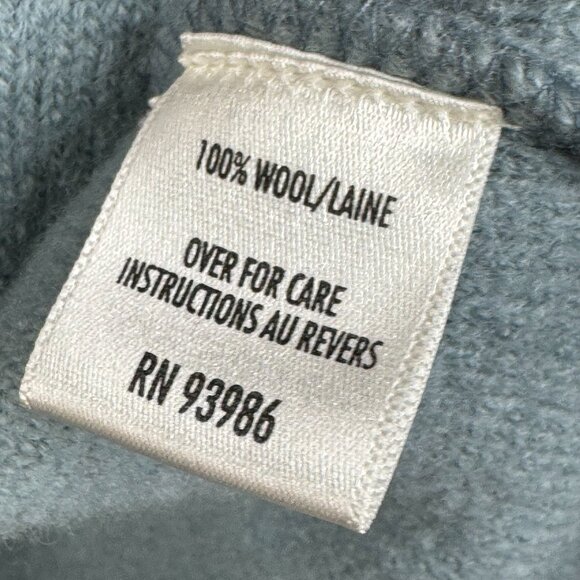 100% WOOL/LAINE
OVER FOR CARE
INSTRUCTIONS AU REVERS
RN 93986